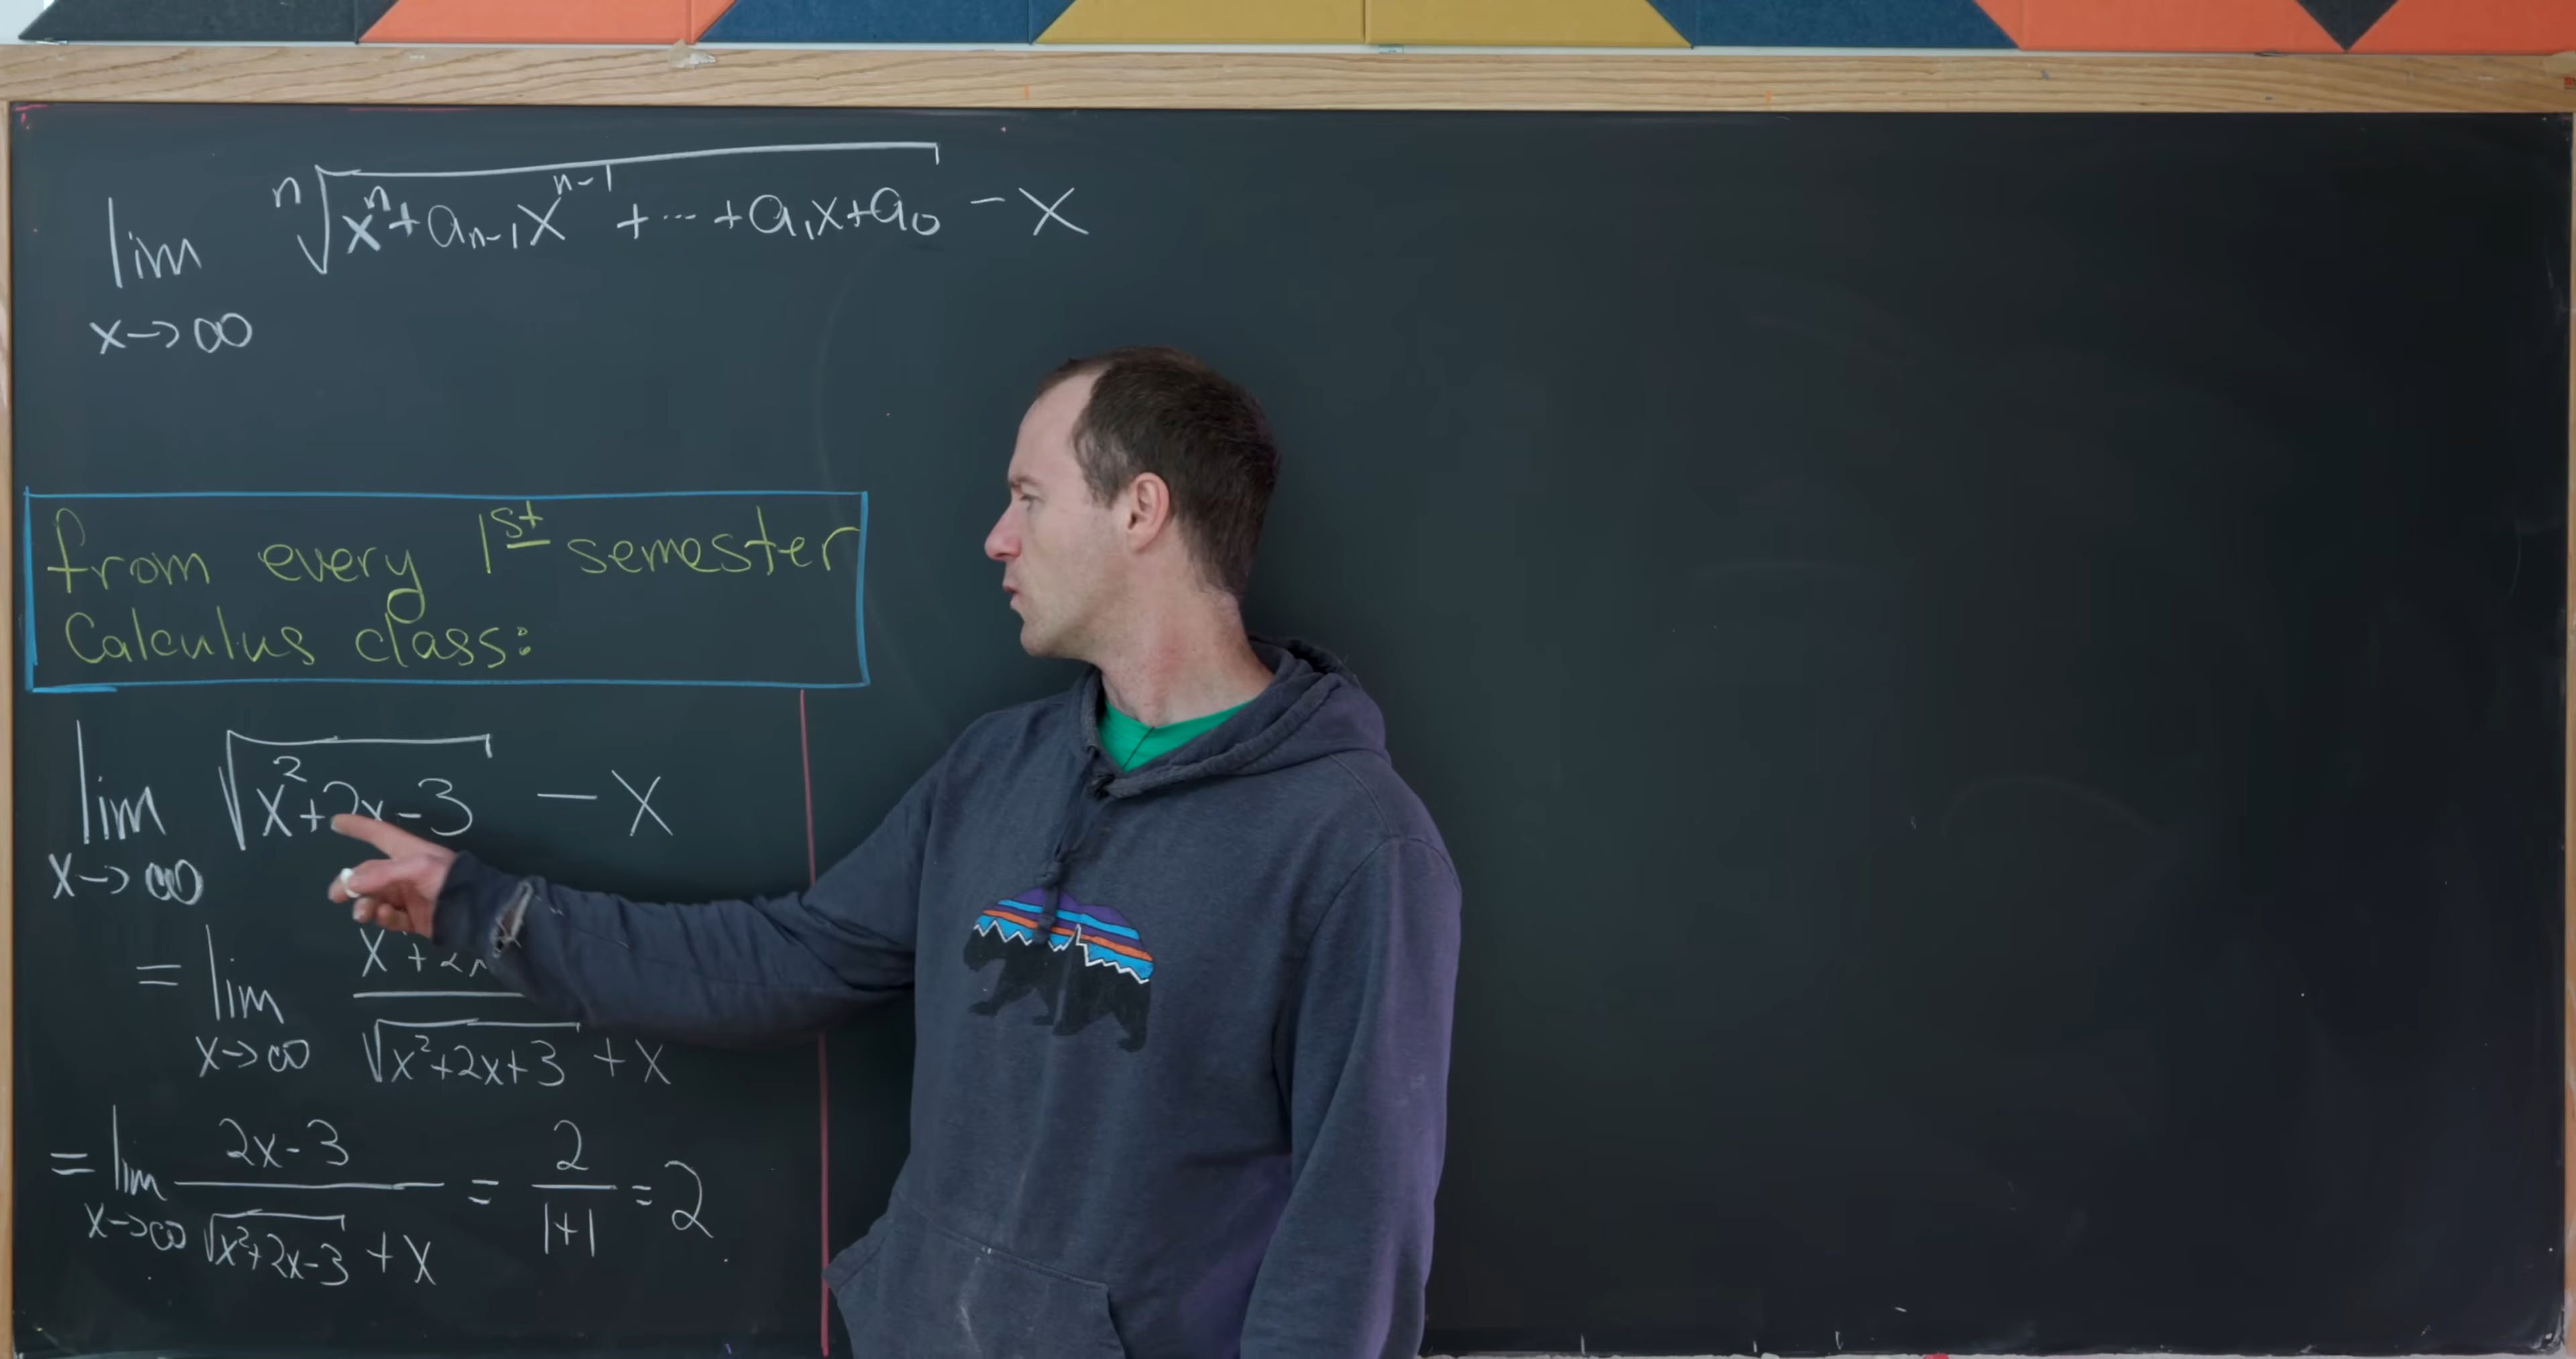 lim x→∞ ⁿ√(xⁿ + aₙ₋₁xⁿ⁻¹ + ··· + a₁x + a₀) − x
from every 1st semester
Calculus class:
lim x→∞ √(x²+2x−3) − x
= lim x→∞ / √(x²+2x+3) + x
= lim x→∞ (2x−3) / (√(x²+2x−3) + x) = 2/(1+1) = 2